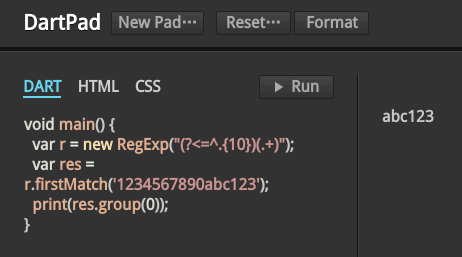 DartPad New Pad... Reset... Format
DART HTML CSS Run
abc123
void main() {
  var r = new RegExp("(?<=^.{10})(.+)");
  var res =
r.firstMatch('1234567890abc123');
  print(res.group(0));
}